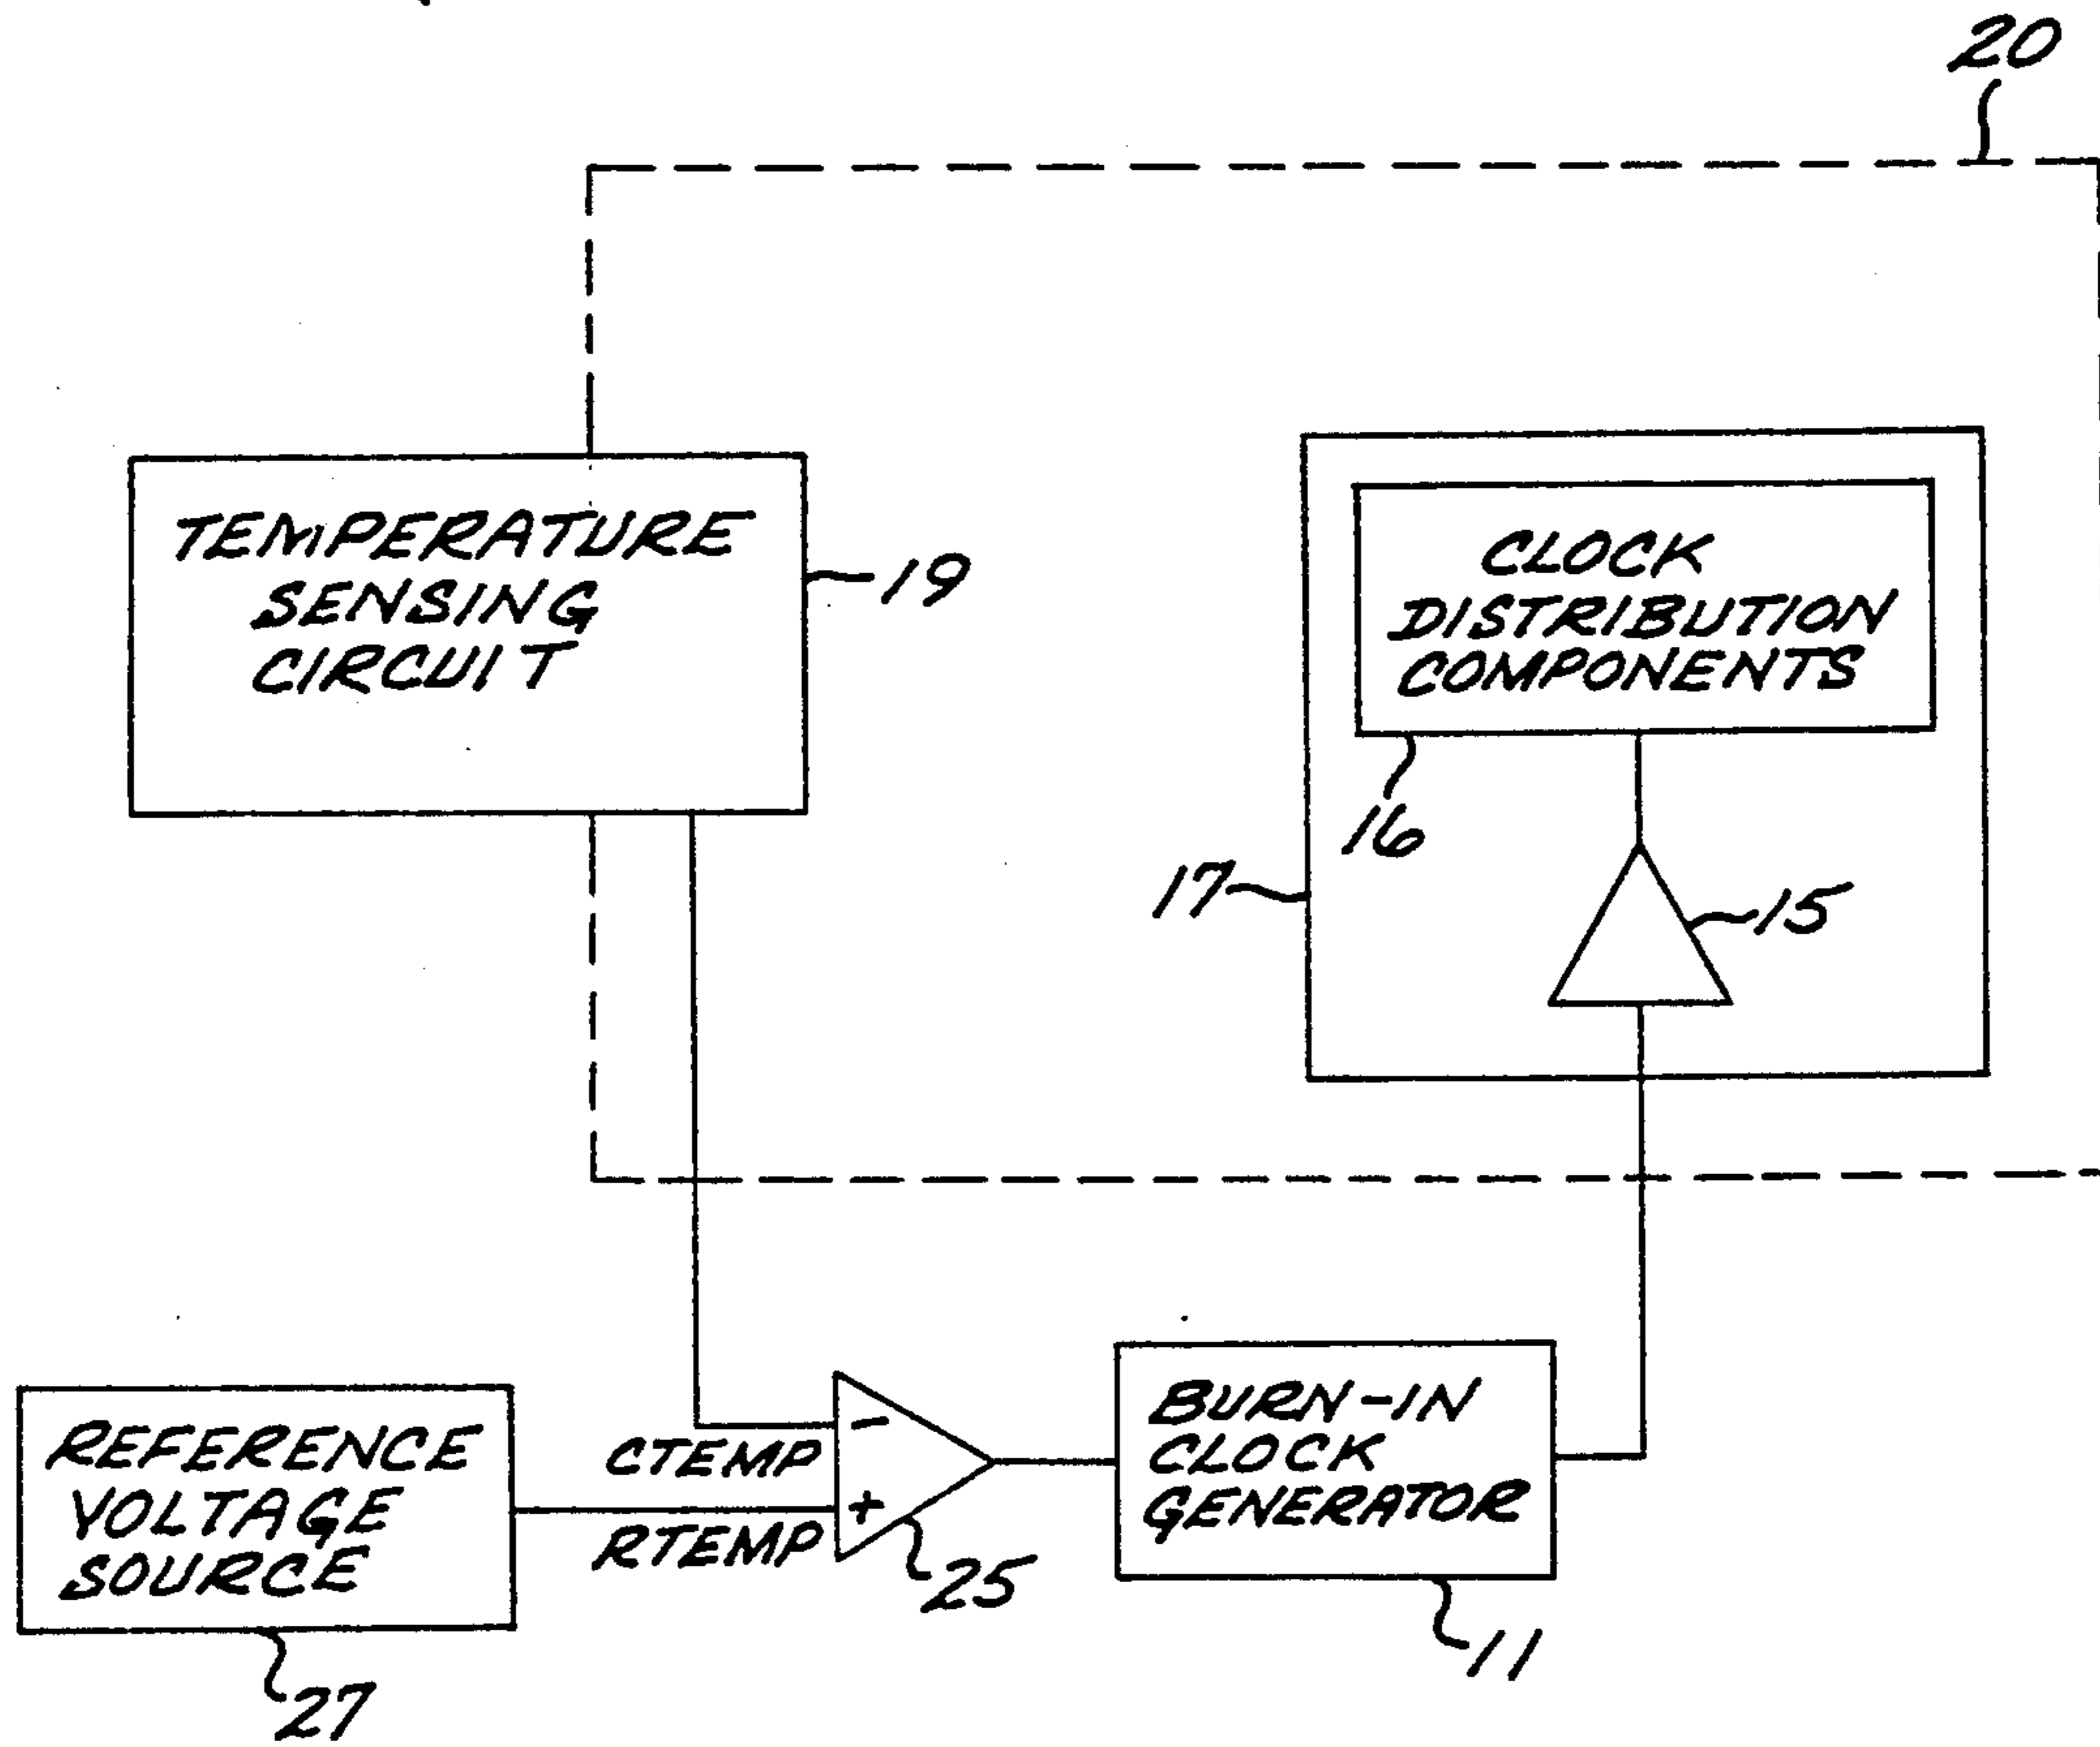 20
TEMPERATURE
SENSING
CIRCUIT
19
CLOCK
DISTRIBUTION
COMPONENTS
16
17
15
REFERENCE
VOLTAGE
SOURCE
27
CTEMP
RTEMP
-
+
25
BURN-IN
CLOCK
GENERATOR
11